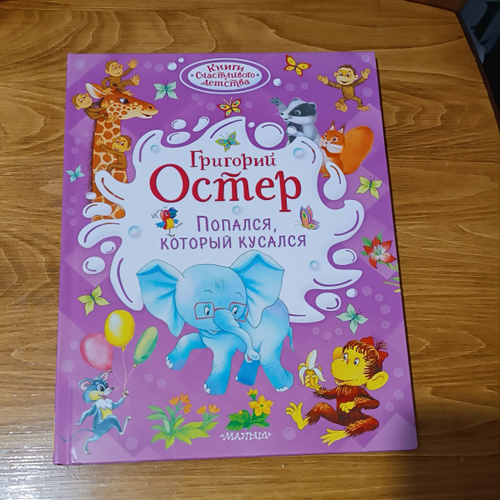 Книги
Счастливого
детства
Григорий
Остер
Попался,
который кусался
МАЛЫШ